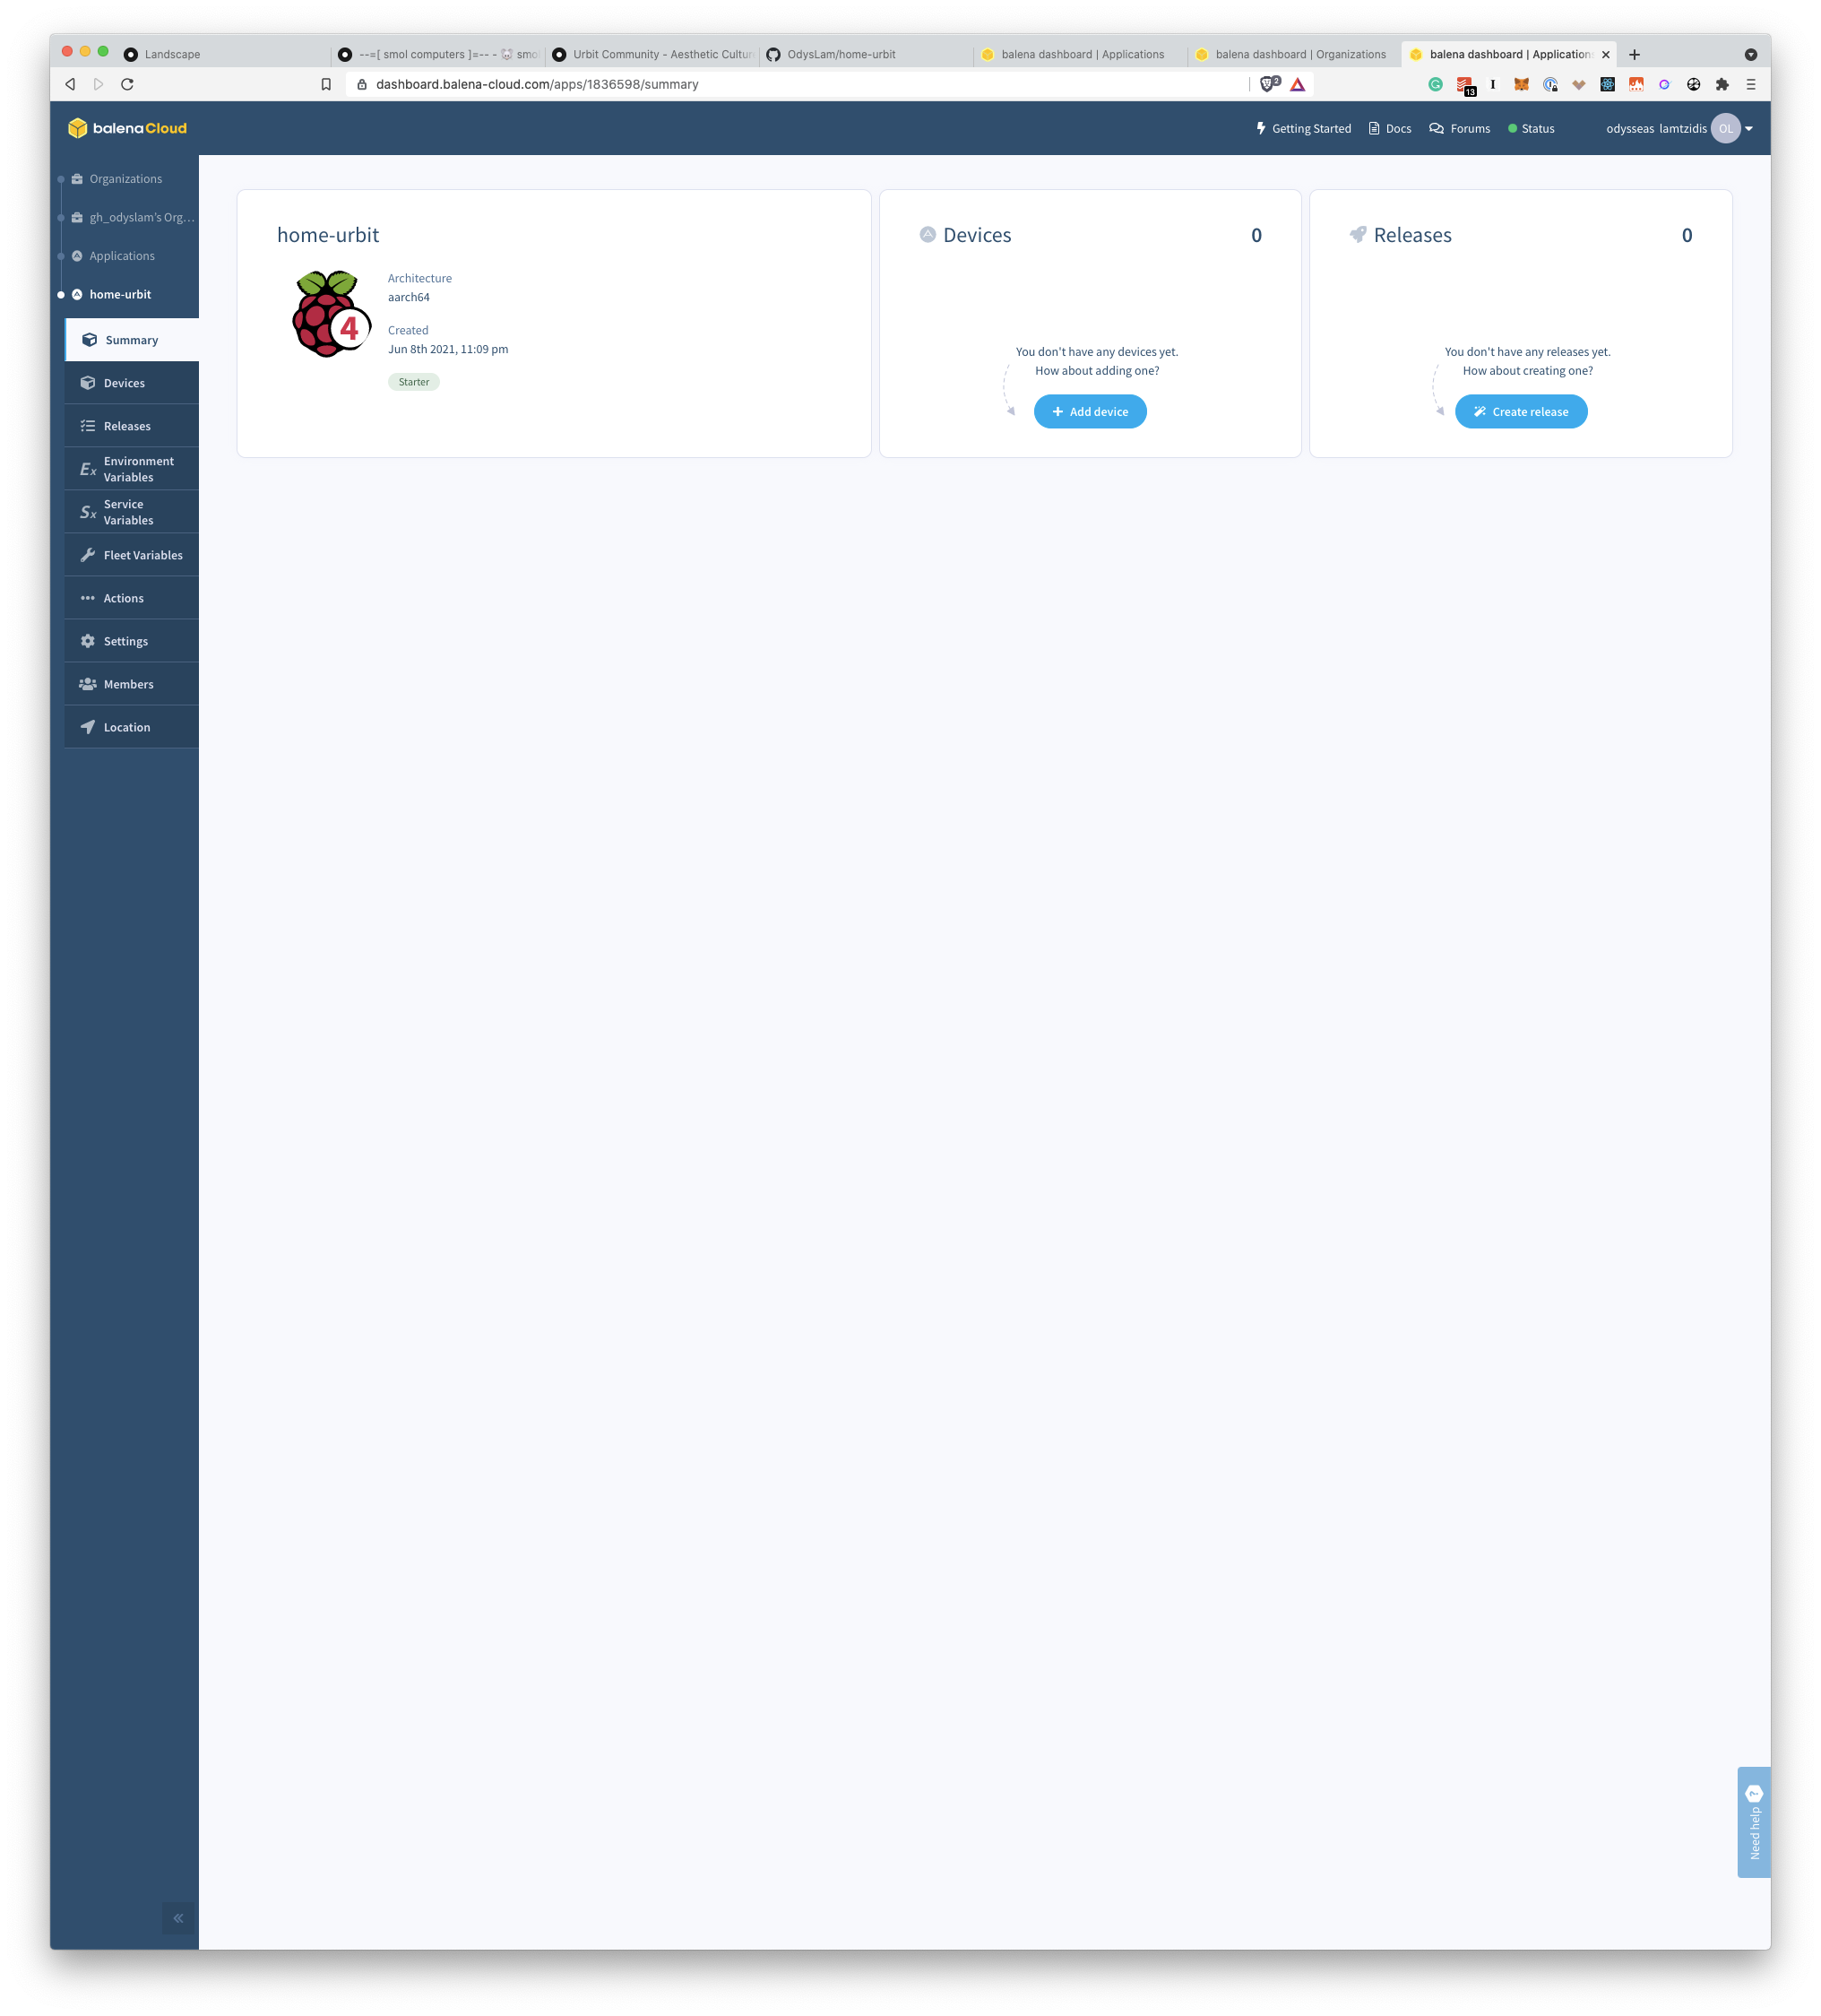 Landscape
--=[ smol computers ]=-- - 🐭 smo
Urbit Community - Aesthetic Cultur
OdysLam/home-urbit
balena dashboard | Applications
balena dashboard | Organizations
balena dashboard | Application
dashboard.balena-cloud.com/apps/1836598/summary
2
13
balenaCloud
Getting Started
Docs
Forums
Status
odysseas lamtzidis
OL
Organizations
gh_odyslam's Org...
Applications
home-urbit
Summary
Devices
Releases
Environment
Variables
Service
Variables
Fleet Variables
Actions
Settings
Members
Location
home-urbit
4
Architecture
aarch64
Created
Jun 8th 2021, 11:09 pm
Starter
Devices
0
You don't have any devices yet.
How about adding one?
Add device
Releases
0
You don't have any releases yet.
How about creating one?
Create release
Need help